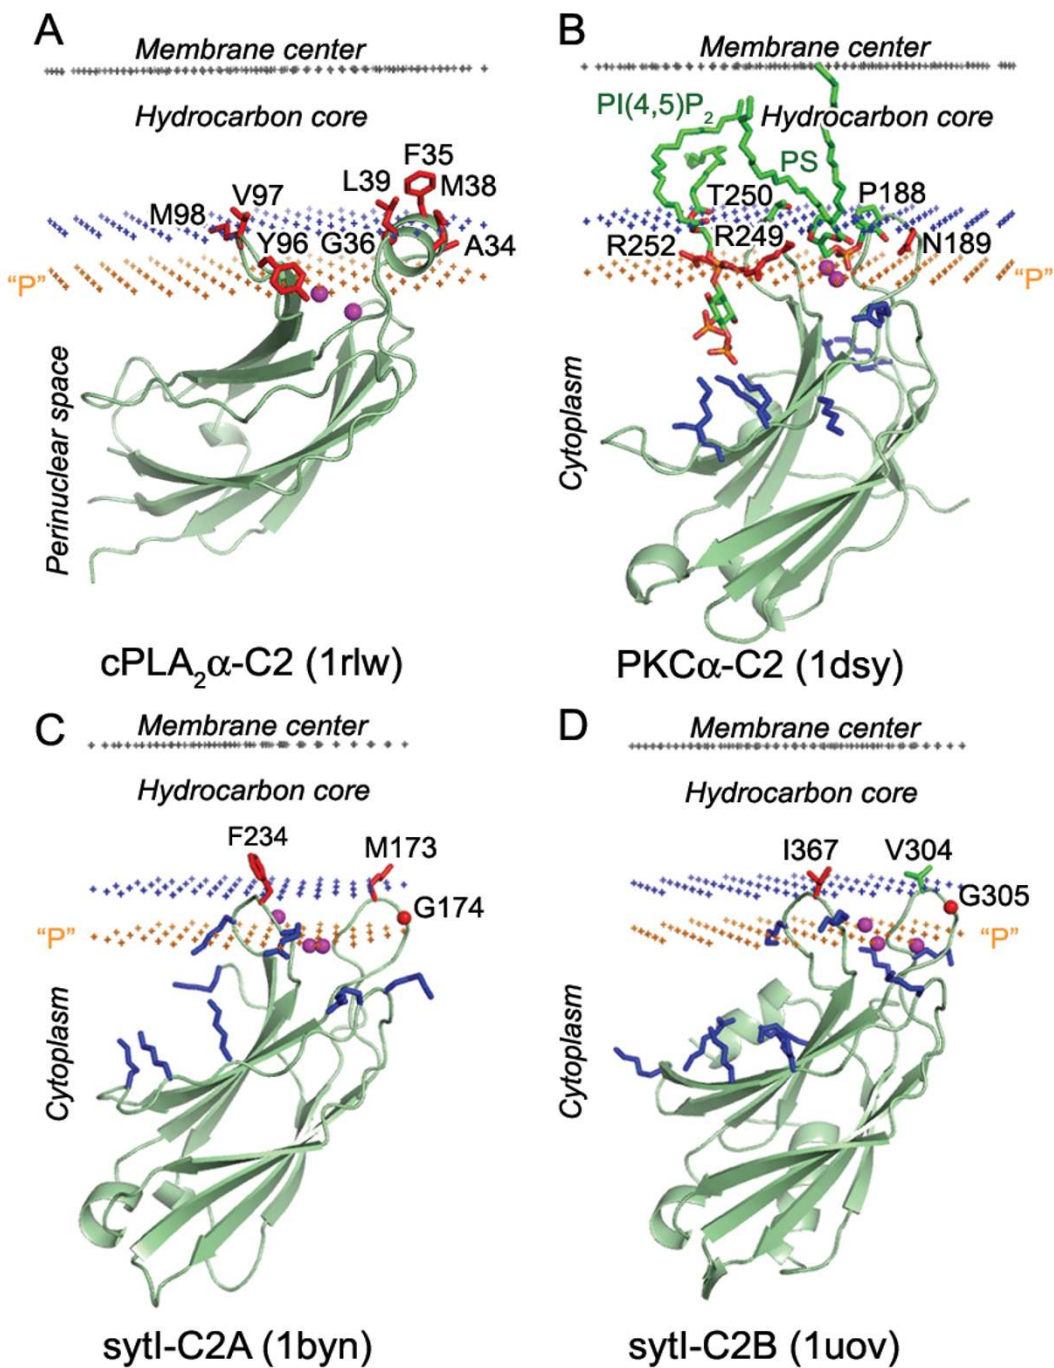 A
Membrane center
Hydrocarbon core
F35
L39
M38
V97
M98
Y96
G36
A34
"P"
Perinuclear space
cPLA₂α-C2 (1rlw)
B
Membrane center
PI(4,5)P₂
Hydrocarbon core
PS
T250
P188
R252
R249
N189
"P"
Cytoplasm
PKCα-C2 (1dsy)
C
Membrane center
Hydrocarbon core
F234
M173
G174
"P"
Cytoplasm
sytI-C2A (1byn)
D
Membrane center
Hydrocarbon core
I367
V304
G305
"P"
Cytoplasm
sytI-C2B (1uov)